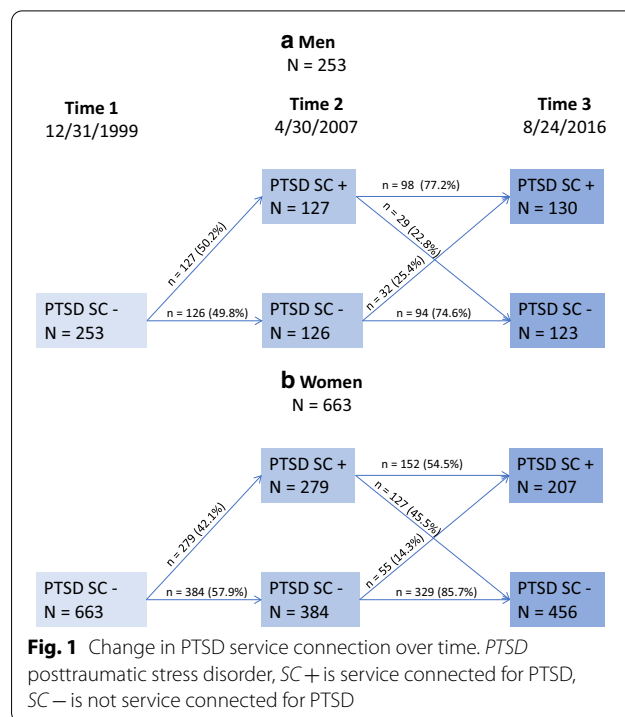 a Men
N = 253
Time 1
12/31/1999
Time 2
4/30/2007
Time 3
8/24/2016
PTSD SC +
N = 127
n = 98 (77.2%)
PTSD SC +
N = 130
n = 127 (50.2%)
n = 29 (22.8%)
n = 32 (25.4%)
PTSD SC -
N = 253
n = 126 (49.8%)
PTSD SC -
N = 126
n = 94 (74.6%)
PTSD SC -
N = 123
b Women
N = 663
PTSD SC +
N = 279
n = 152 (54.5%)
PTSD SC +
N = 207
n = 279 (42.1%)
n = 127 (45.5%)
n = 55 (14.3%)
PTSD SC -
N = 663
n = 384 (57.9%)
PTSD SC -
N = 384
n = 329 (85.7%)
PTSD SC -
N = 456
Fig. 1 Change in PTSD service connection over time. PTSD
posttraumatic stress disorder, SC + is service connected for PTSD,
SC − is not service connected for PTSD